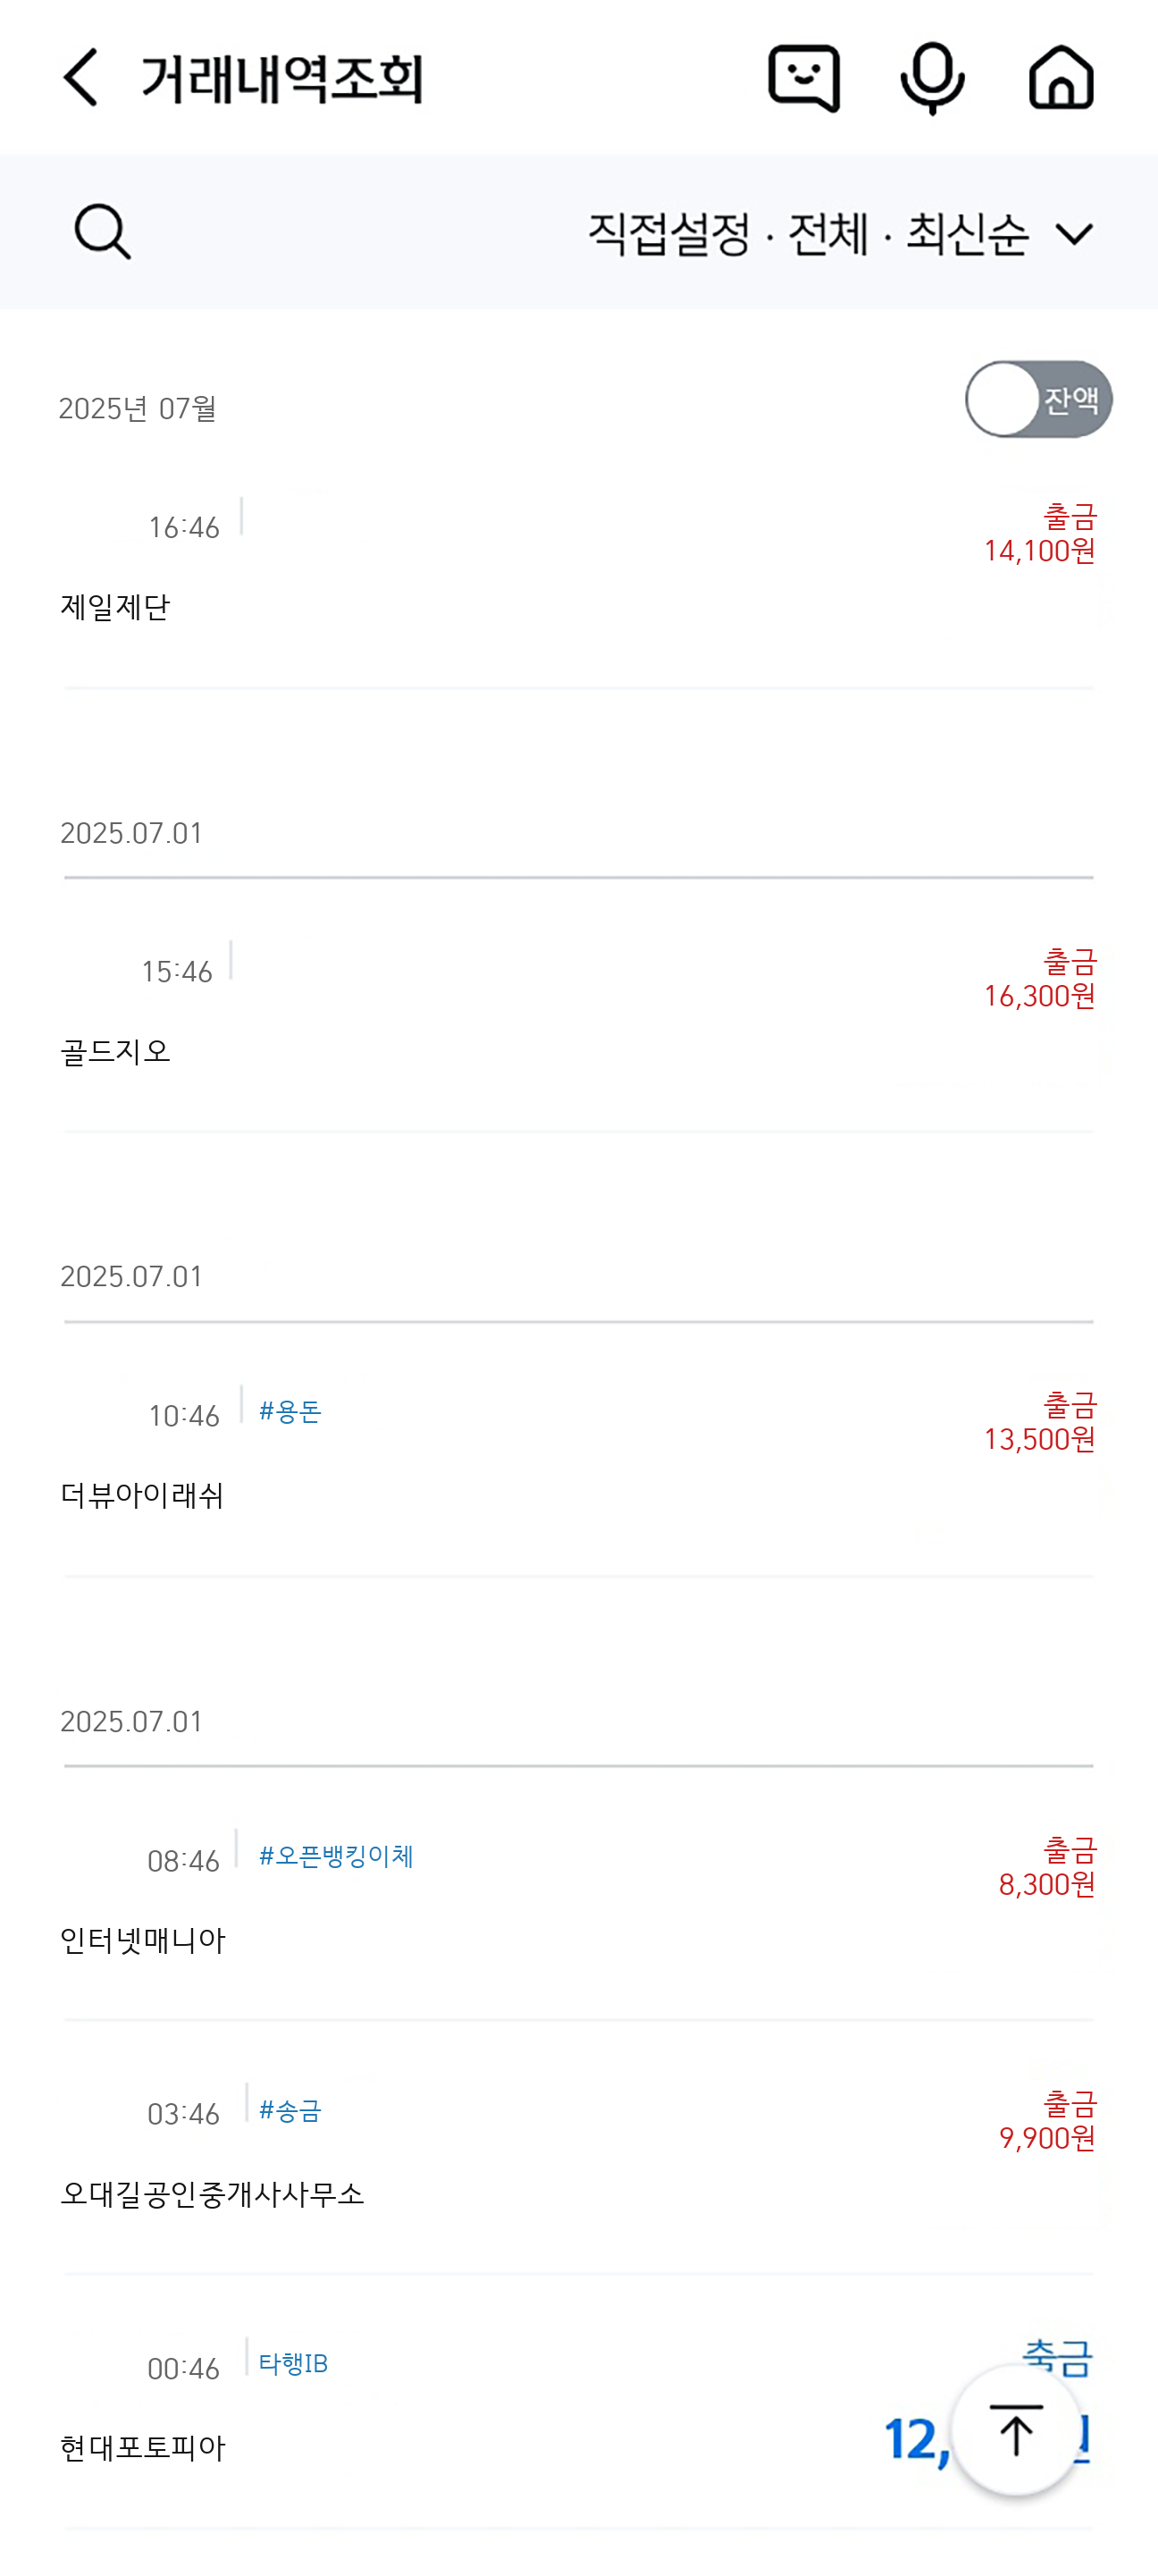 거래내역조회
직접설정 · 전체 · 최신순
2025년 07월
잔액
16:46
출금
14,100원
제일제단
2025.07.01
15:46
출금
16,300원
골드지오
2025.07.01
10:46 #용돈
출금
13,500원
더뷰아이래쉬
2025.07.01
08:46 #오픈뱅킹이체
출금
8,300원
인터넷매니아
03:46 #송금
출금
9,900원
오대길공인중개사사무소
00:46 타행IB
12,
현대포토피아